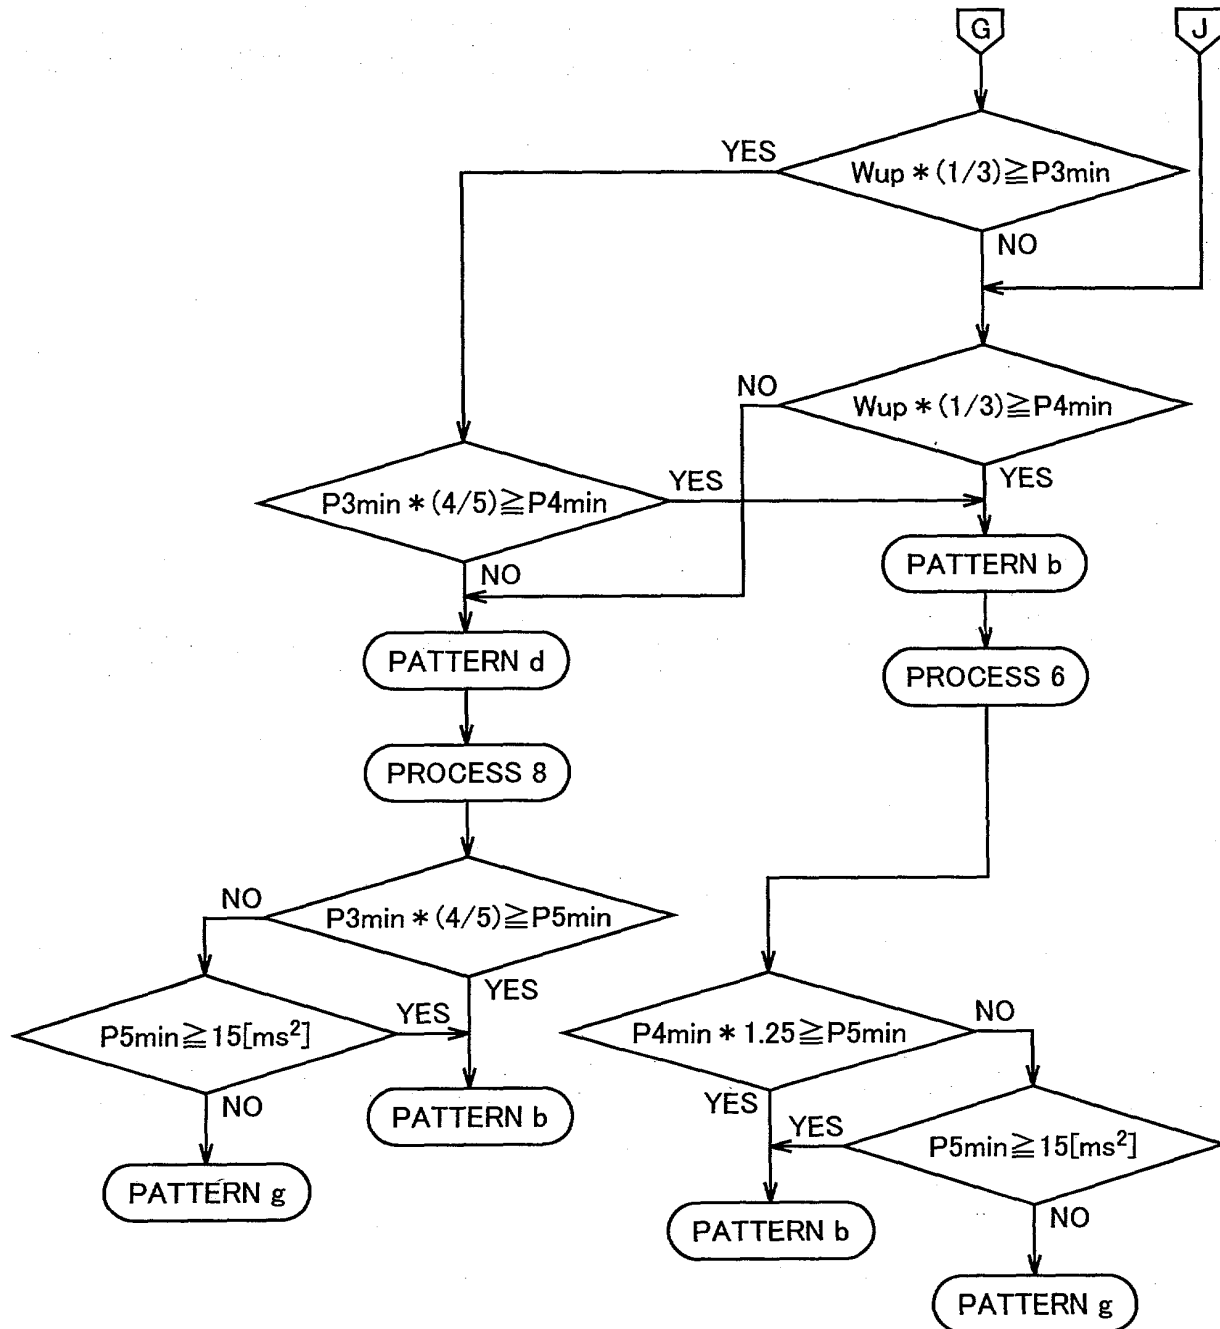 G
J
YES
Wup*(1/3)≧P3min
NO
NO
Wup*(1/3)≧P4min
YES
P3min*(4/5)≧P4min
YES
NO
PATTERN b
PATTERN d
PROCESS 6
PROCESS 8
NO
P3min*(4/5)≧P5min
YES
P5min≧15[ms²]
YES
P4min*1.25≧P5min
NO
NO
PATTERN b
YES
YES
P5min≧15[ms²]
PATTERN g
PATTERN b
NO
PATTERN g